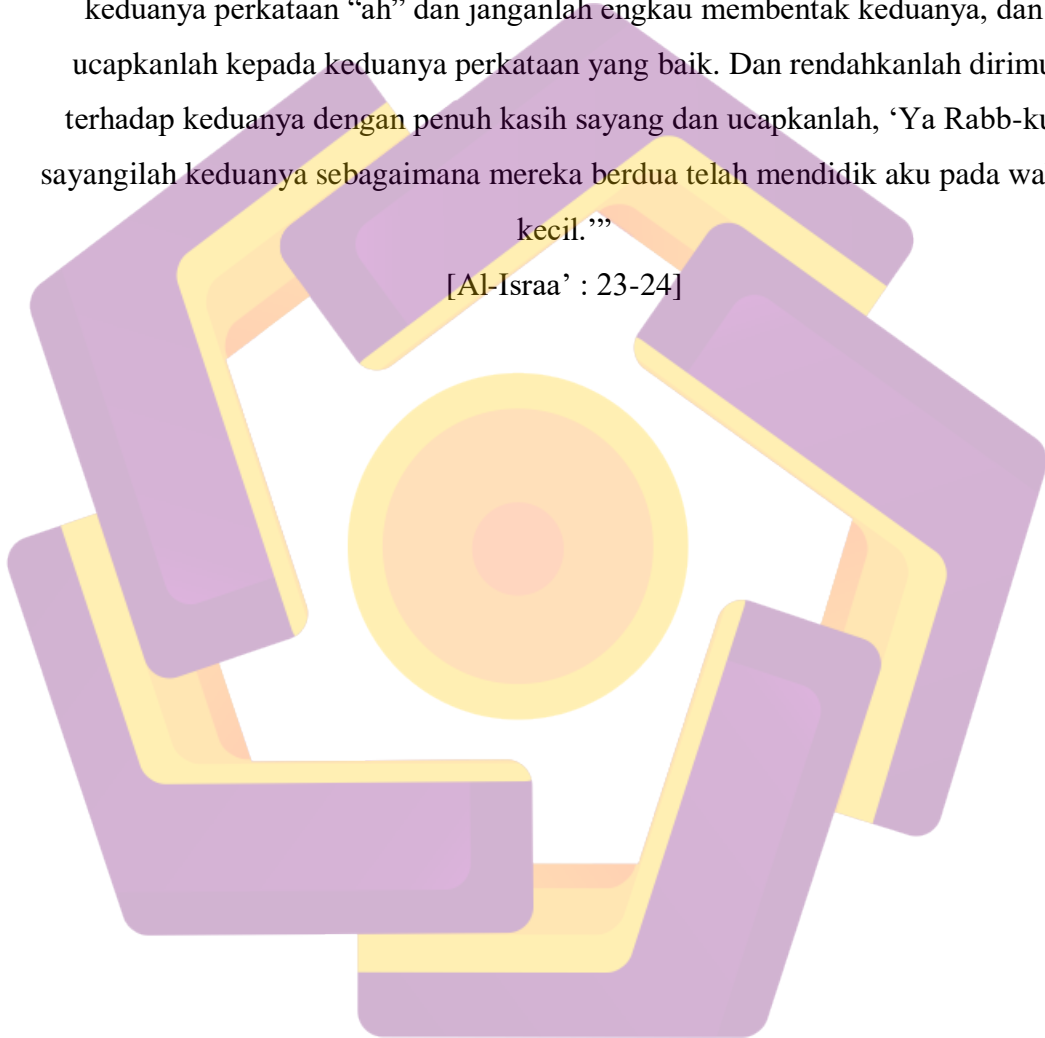 keduanya perkataan “ah” dan janganlah engkau membentak keduanya, dan
ucapkanlah kepada keduanya perkataan yang baik. Dan rendahkanlah dirimu
terhadap keduanya dengan penuh kasih sayang dan ucapkanlah, ‘Ya Rabb-ku
sayangilah keduanya sebagaimana mereka berdua telah mendidik aku pada
kecil.’”
[Al-Israa’ : 23-24]